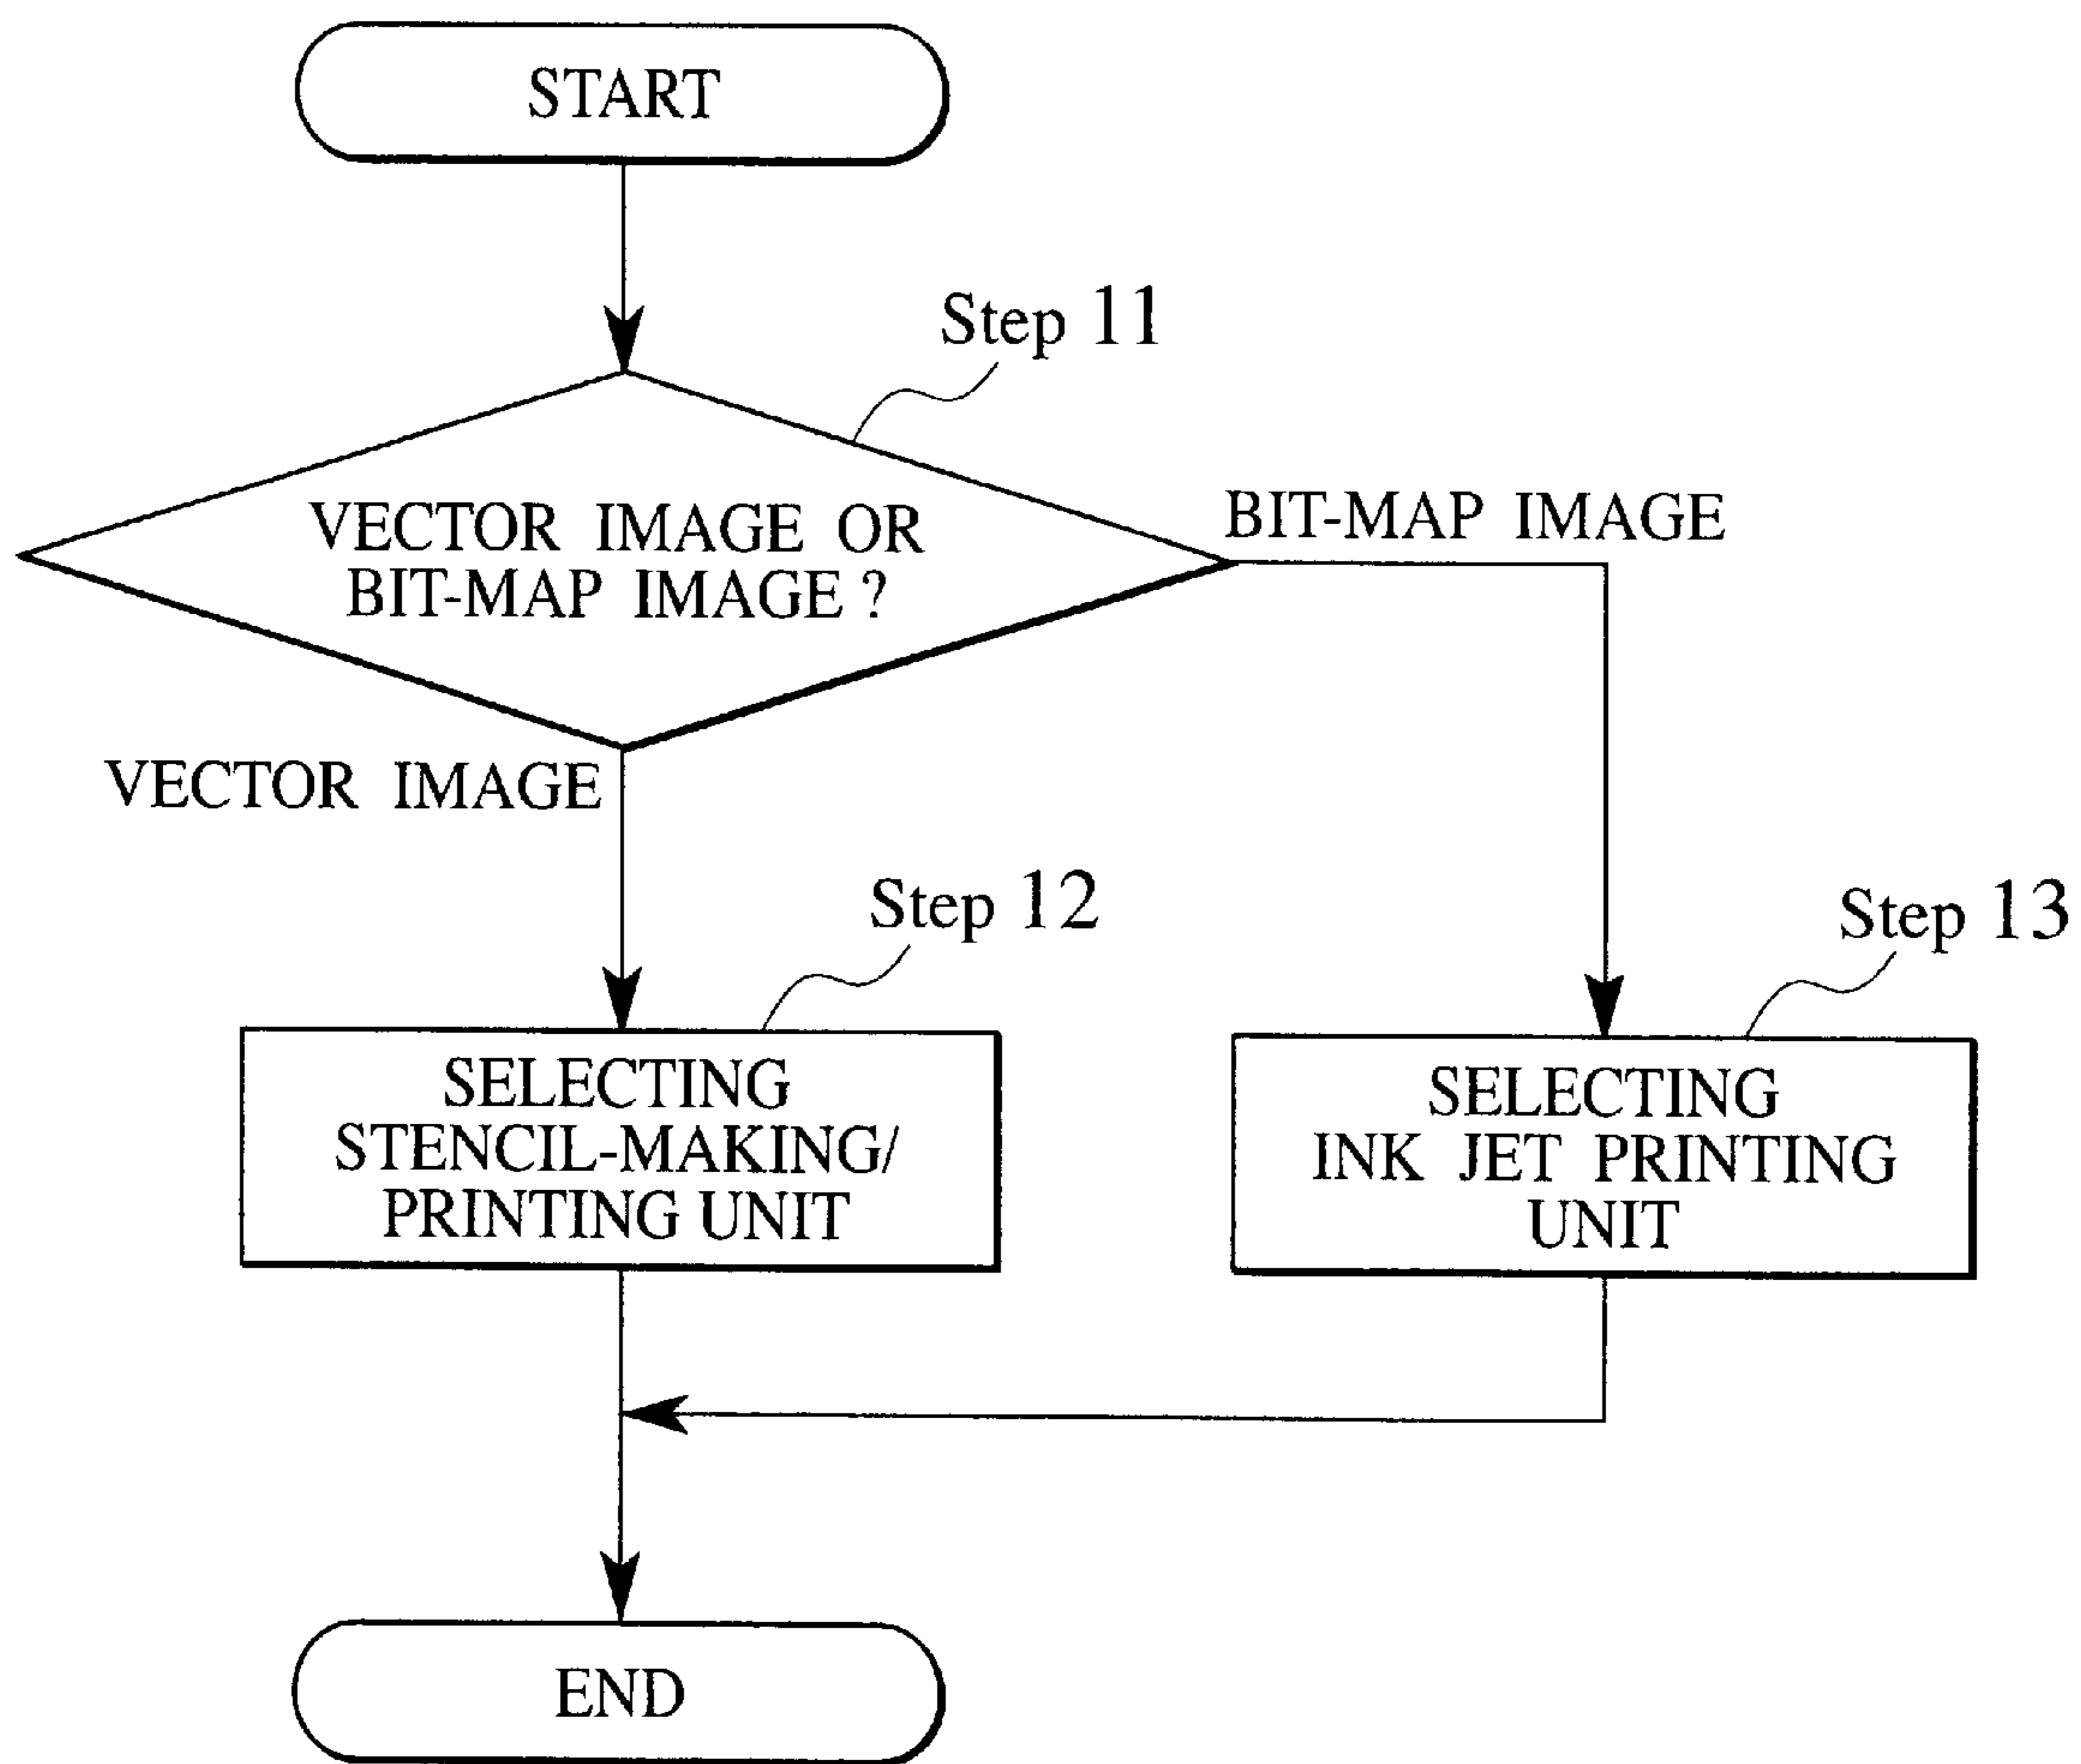 START
Step 11
VECTOR IMAGE OR
BIT-MAP IMAGE ?
BIT-MAP IMAGE
VECTOR IMAGE
Step 12
SELECTING
STENCIL-MAKING/
PRINTING UNIT
Step 13
SELECTING
INK JET PRINTING
UNIT
END